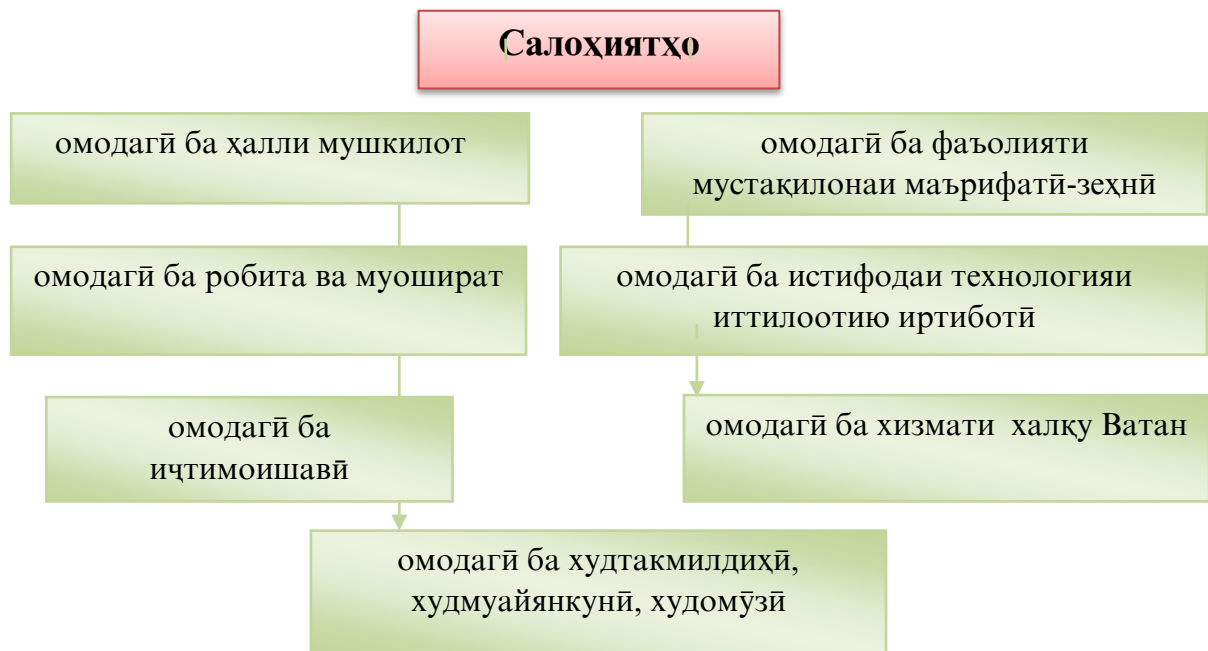 Салоҳиятҳо
омодагӣ ба ҳалли мушкилот
омодагӣ ба фаъолияти
мустақилонаи маърифатӣ-зеҳнӣ
омодагӣ ба робита ва муошират
омодагӣ ба истифодаи технологияи
иттилоотию иртиботӣ
омодагӣ ба
иҷтимоишавӣ
омодагӣ ба хизмати халқу Ватан
омодагӣ ба худтакмилдиҳӣ,
худмуайянкунӣ, худомӯзӣ